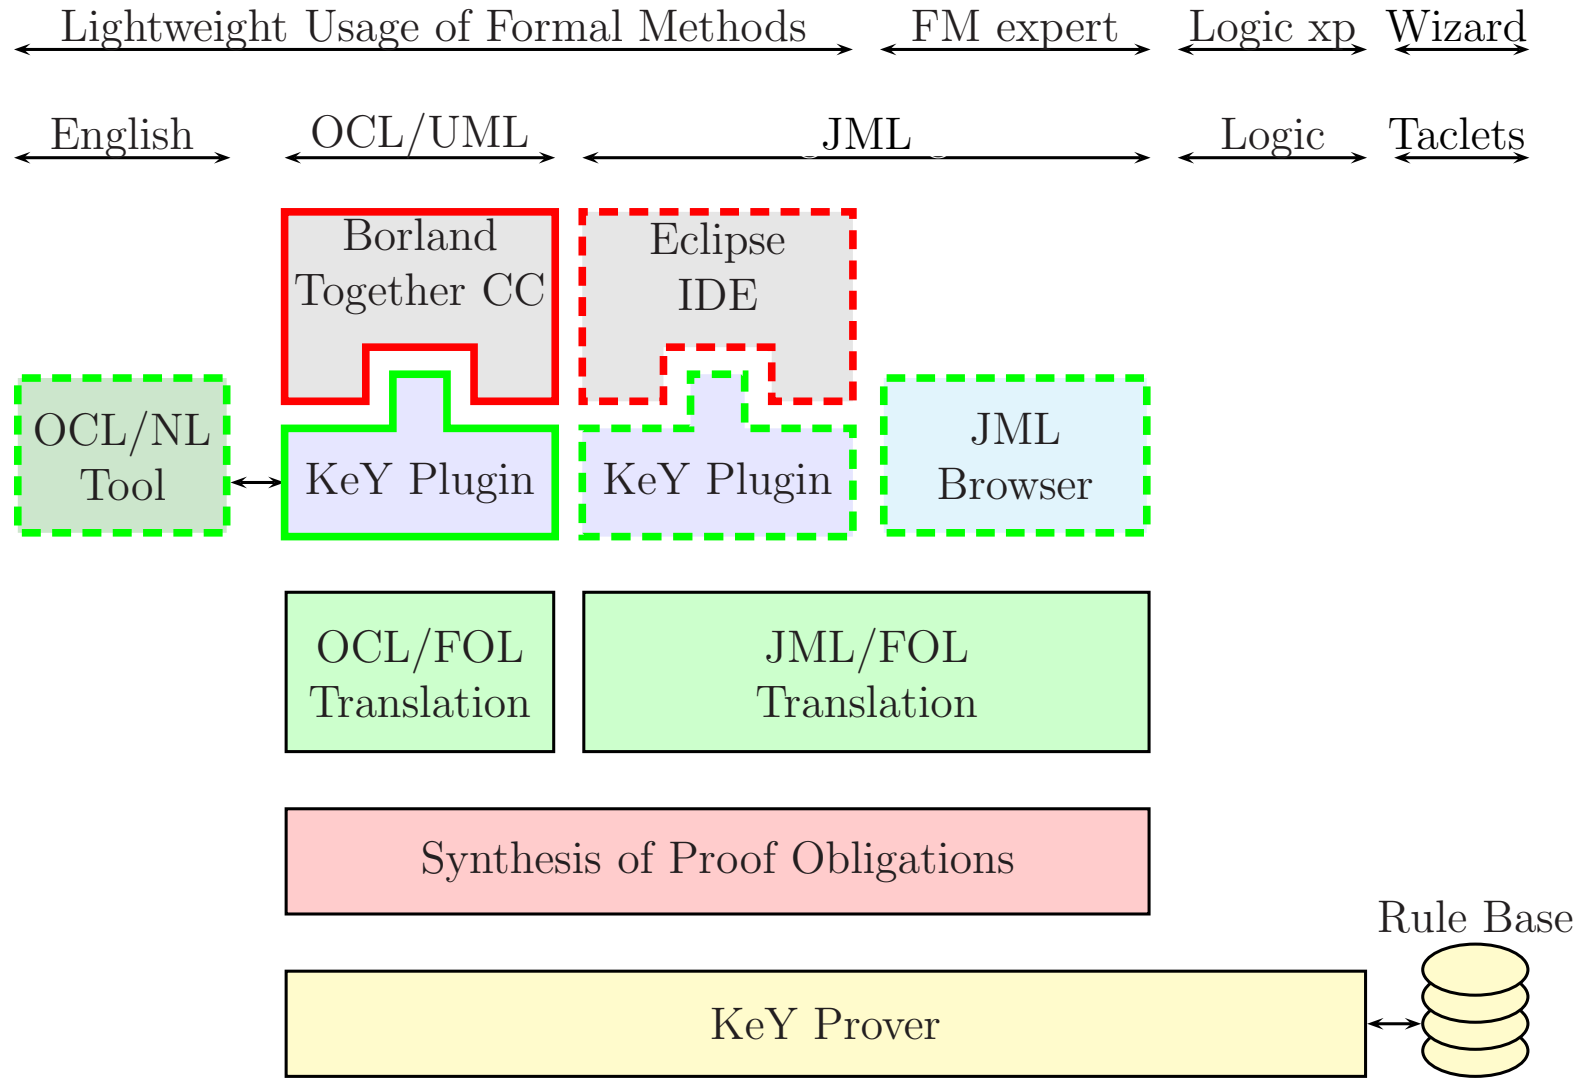 Lightweight Usage of Formal Methods FM expert Logic xp Wizard
English OCL/UML JML Logic Taclets
Borland
Together CC
Eclipse
IDE
OCL/NL
Tool
KeY Plugin
KeY Plugin
JML
Browser
OCL/FOL
Translation
JML/FOL
Translation
Synthesis of Proof Obligations
Rule Base
KeY Prover